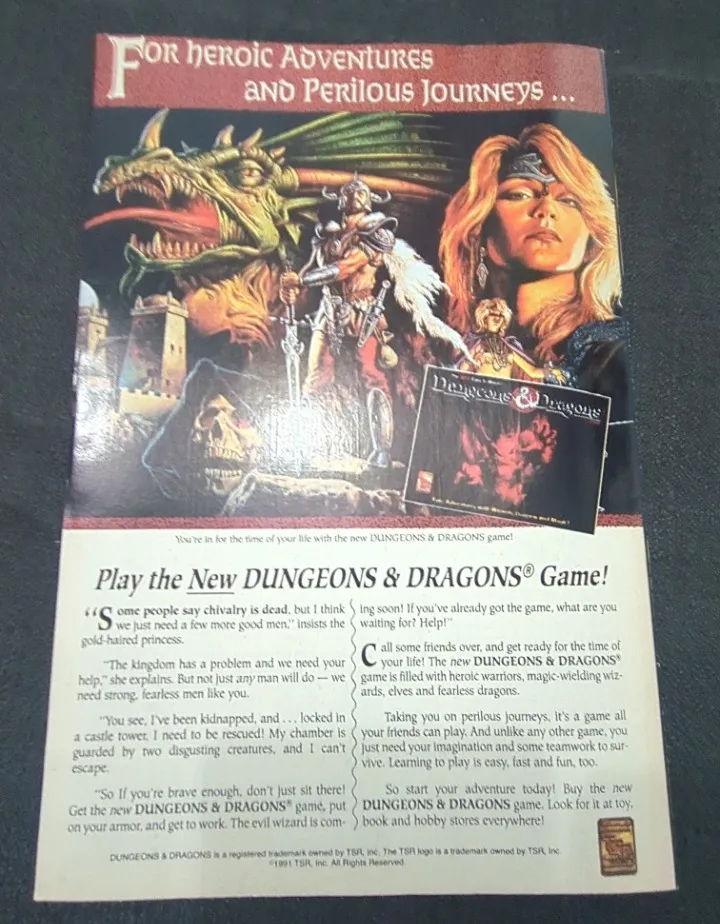 FOR HEROIC ADVENTURES
AND PERILOUS JOURNEYS ...
Dungeons & Dragons
You're in for the time of your life with the new DUNGEONS & DRAGONS game!
Play the New DUNGEONS & DRAGONS® Game!
“Some people say chivalry is dead, but I think
we just need a few more good men,” insists the
gold-haired princess.
“The kingdom has a problem and we need your
help,” she explains. But not just any man will do — we
need strong, fearless men like you.
“You see, I've been kidnapped, and . . . locked in
a castle tower, I need to be rescued! My chamber is
guarded by two disgusting creatures, and I can't
escape.
“So If you're brave enough, don't just sit there!
Get the new DUNGEONS & DRAGONS® game, put
on your armor, and get to work. The evil wizard is com-
ing soon! If you've already got the game, what are you
waiting for? Help!”
Call some friends over, and get ready for the time of
your life! The new DUNGEONS & DRAGONS®
game is filled with heroic warriors, magic-wielding wiz-
ards, elves and fearless dragons.
Taking you on perilous journeys, it's a game all
your friends can play. And unlike any other game, you
just need your imagination and some teamwork to sur-
vive. Learning to play is easy, fast and fun, too.
So start your adventure today! Buy the new
DUNGEONS & DRAGONS game. Look for it at toy,
book and hobby stores everywhere!
DUNGEONS & DRAGONS is a registered trademark owned by TSR, Inc. The TSR logo is a trademark owned by TSR, Inc.
©1991 TSR, Inc. All Rights Reserved.